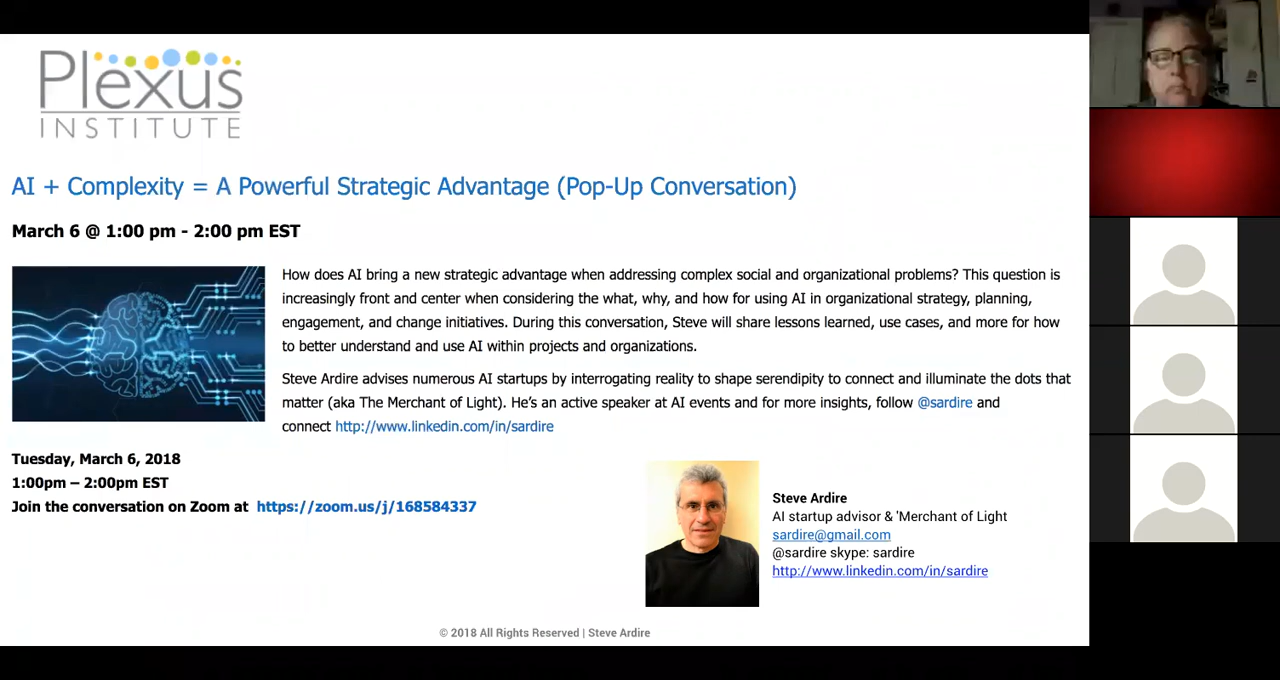 Plexus
INSTITUTE
AI + Complexity = A Powerful Strategic Advantage (Pop-Up Conversation)
March 6 @ 1:00 pm - 2:00 pm EST
How does AI bring a new strategic advantage when addressing complex social and organizational problems? This question is
increasingly front and center when considering the what, why, and how for using AI in organizational strategy, planning,
engagement, and change initiatives. During this conversation, Steve will share lessons learned, use cases, and more for how
to better understand and use AI within projects and organizations.
Steve Ardire advises numerous AI startups by interrogating reality to shape serendipity to connect and illuminate the dots that
matter (aka The Merchant of Light). He's an active speaker at AI events and for more insights, follow @sardire and
connect http://www.linkedin.com/in/sardire
Tuesday, March 6, 2018
1:00pm – 2:00pm EST
Join the conversation on Zoom at https://zoom.us/j/168584337
Steve Ardire
AI startup advisor & 'Merchant of Light
sardire@gmail.com
@sardire skype: sardire
http://www.linkedin.com/in/sardire
© 2018 All Rights Reserved | Steve Ardire